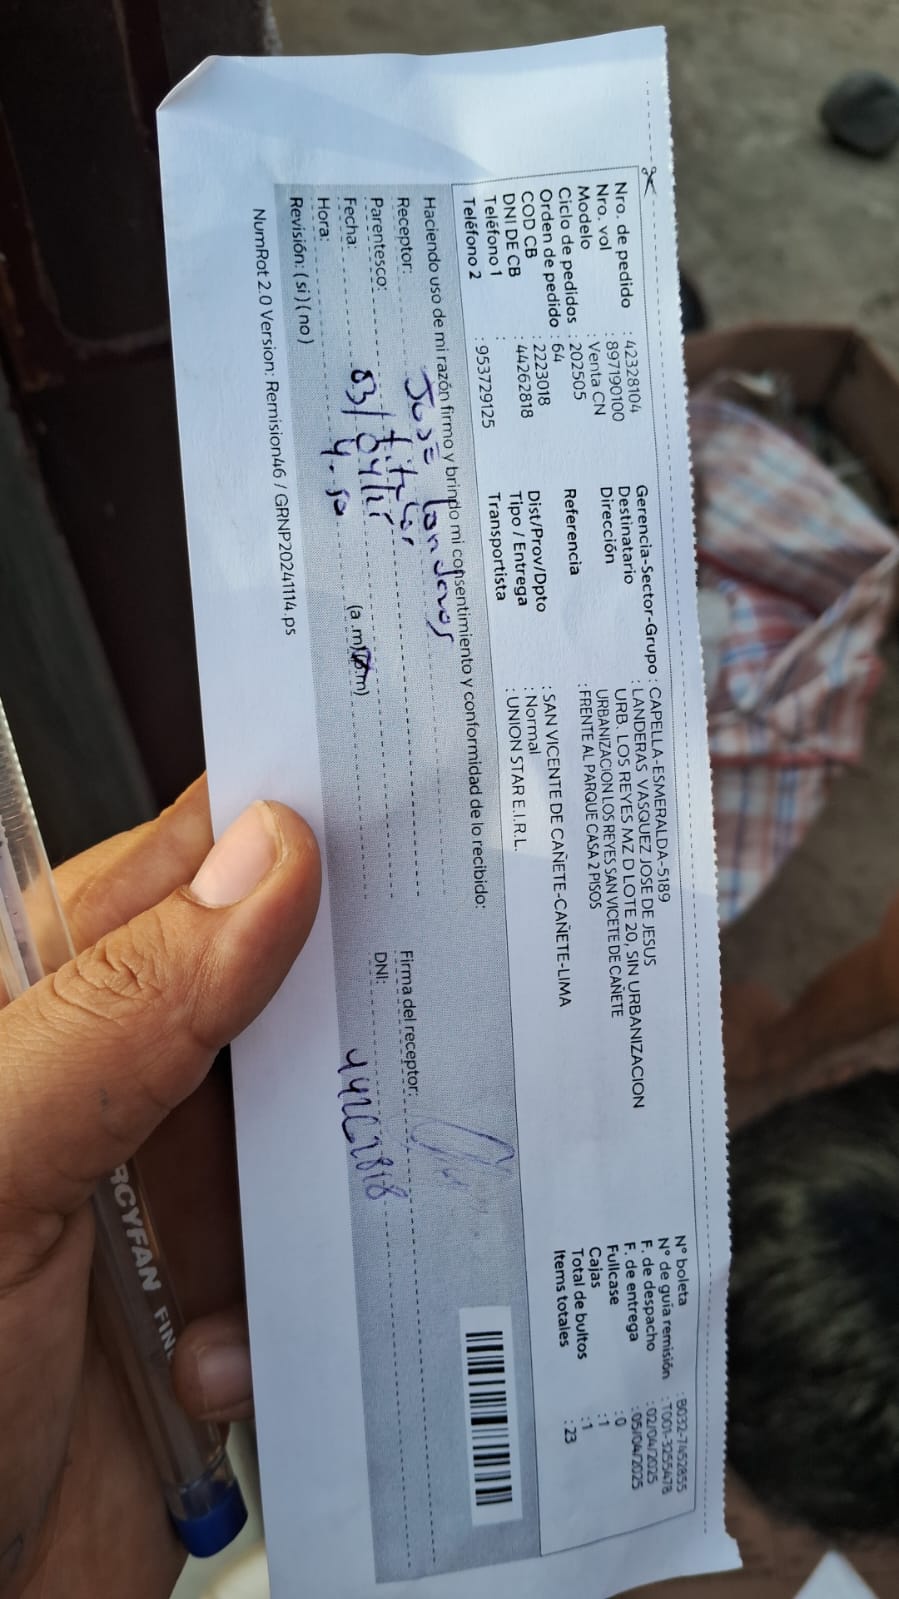 Nro. de pedido : 42328104
Nro. vol : 897190100
Modelo : Venta CN
Ciclo de pedidos : 202505
Orden de pedido : 64
COD CB : 2223018
DNI DE CB : 44262818
Teléfono 1 :
Teléfono 2 : 953729125
Gerencia-Sector-Grupo : CAPELLA-ESMERALDA-5189
Destinatario : LANDERAS VASQUEZ JOSE DE JESUS
Dirección URB. LOS REYES MZ D LOTE 20, SIN URBANIZACION
URBANIZACION LOS REYES SAN VICETE DE CAÑETE
Referencia : FRENTE AL PARQUE CASA 2 PISOS
Dist/Prov/Dpto : SAN VICENTE DE CAÑETE-CAÑETE-LIMA
Tipo / Entrega : Normal
Transportista : UNION STAR E.I.R.L.
N° boleta : B032-7452855
N° de guía remisión : T001-3255478
F. de despacho : 02/04/2025
F. de entrega : 05/04/2025
Fullcase : 0
Cajas : 1
Total de bultos : 1
Items totales : 23
Haciendo uso de mi razón firmo y brindo mi consentimiento y conformidad de lo recibido:
Receptor: Jose Landeras
Parentesco: titular
Fecha: 03/04/
Hora: 4:50 (a.m) (p.m)
Revisión: (si) (no)
Firma del receptor:
DNI: 44262818
NumRot 2.0 Version: Remision46 / GRNP20241114.ps
RCYFAN FIN